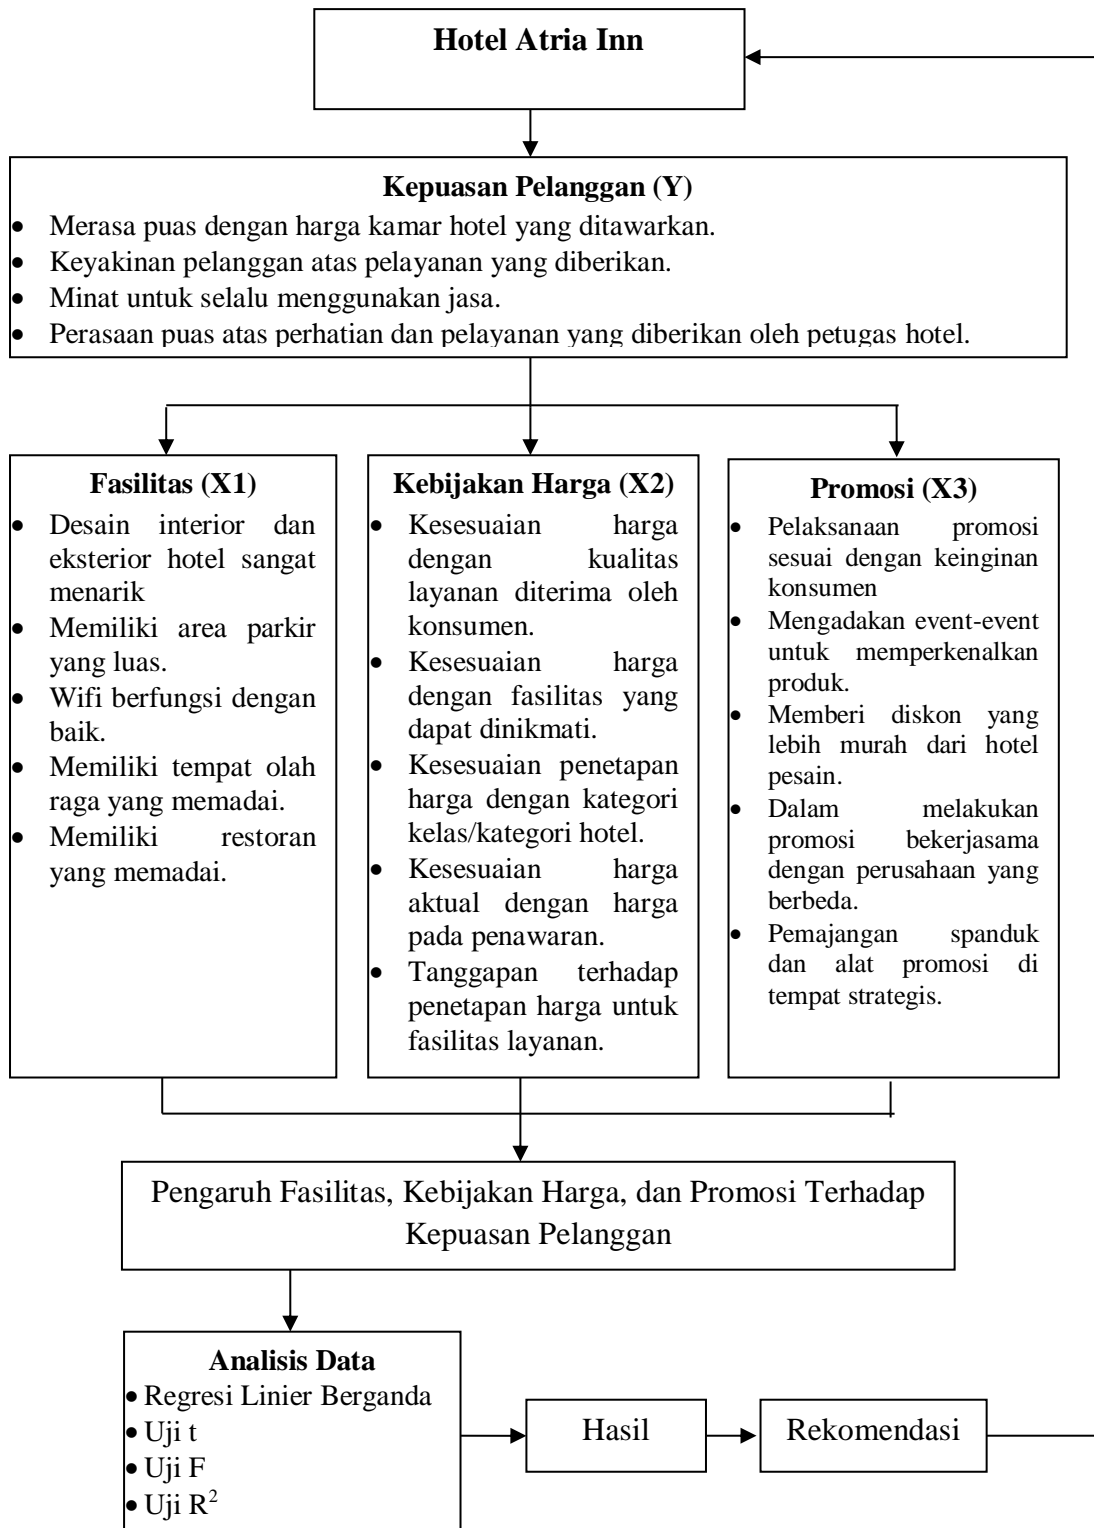 Hotel Atria Inn
Kepuasan Pelanggan (Y)
• Merasa puas dengan harga kamar hotel yang ditawarkan.
• Keyakinan pelanggan atas pelayanan yang diberikan.
• Minat untuk selalu menggunakan jasa.
• Perasaan puas atas perhatian dan pelayanan yang diberikan oleh petugas hotel.
Fasilitas (X1)
• Desain interior dan
eksterior hotel sangat
menarik
• Memiliki area parkir
yang luas.
• Wifi berfungsi dengan
baik.
• Memiliki tempat olah
raga yang memadai.
• Memiliki restoran
yang memadai.
Kebijakan Harga (X2)
• Kesesuaian harga
dengan kualitas
layanan diterima oleh
konsumen.
• Kesesuaian harga
dengan fasilitas yang
dapat dinikmati.
• Kesesuaian penetapan
harga dengan kategori
kelas/kategori hotel.
• Kesesuaian harga
aktual dengan harga
pada penawaran.
• Tanggapan terhadap
penetapan harga untuk
fasilitas layanan.
Promosi (X3)
• Pelaksanaan promosi
sesuai dengan keinginan
konsumen
• Mengadakan event-event
untuk memperkenalkan
produk.
• Memberi diskon yang
lebih murah dari hotel
pesain.
• Dalam melakukan
promosi bekerjasama
dengan perusahaan yang
berbeda.
• Pemajangan spanduk
dan alat promosi di
tempat strategis.
Pengaruh Fasilitas, Kebijakan Harga, dan Promosi Terhadap
Kepuasan Pelanggan
Analisis Data
• Regresi Linier Berganda
• Uji t
• Uji F
• Uji R²
Hasil
Rekomendasi